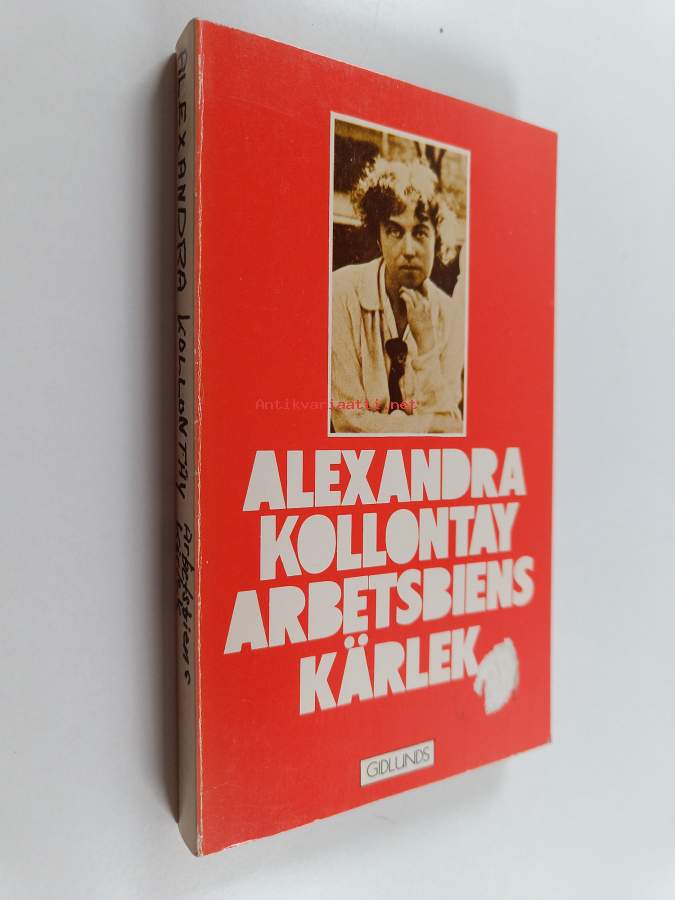 ALEXANDRA KOLLONTAY Arbetsbiens kärlek
Antikvariaatti.net
ALEXANDRA
KOLLONTAY
ARBETSBIENS
KÄRLEK
GIDLUNDS